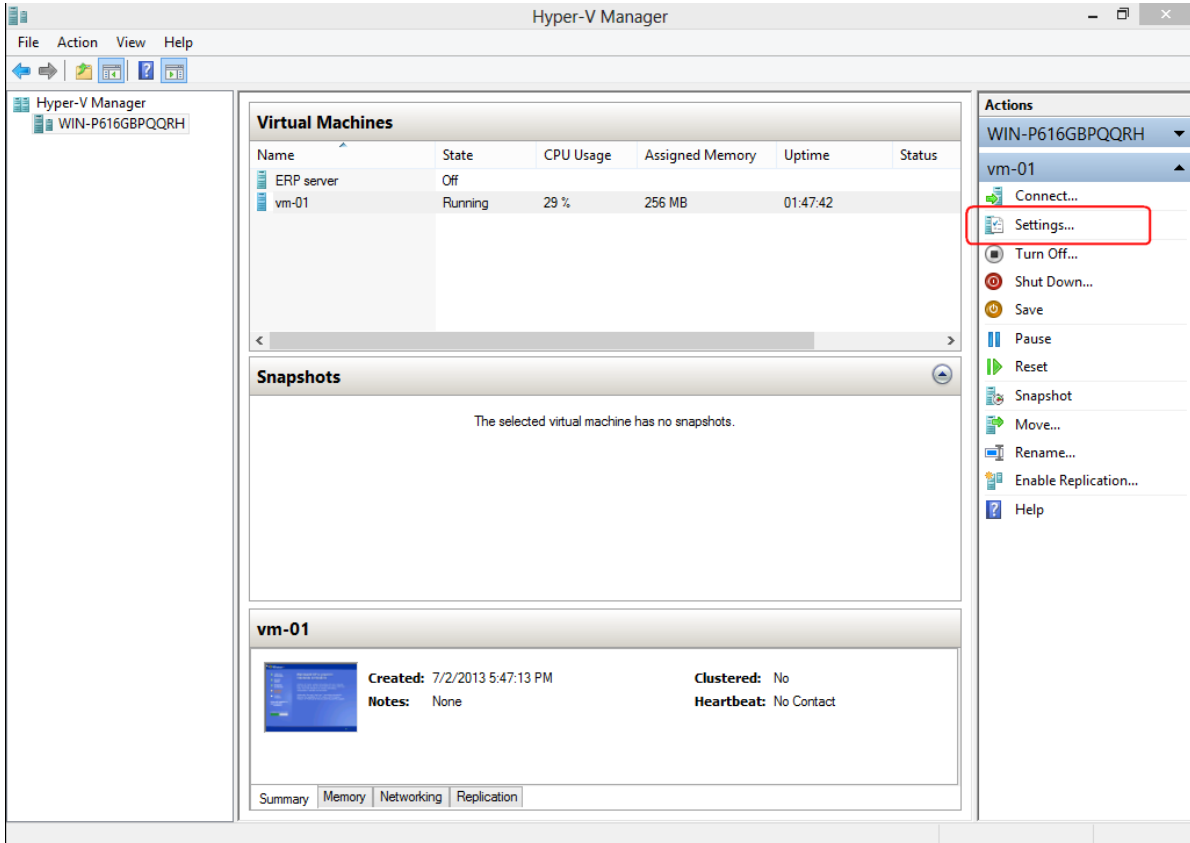 Hyper-V Manager
File Action View Help
Hyper-V Manager
WIN-P616GBPQQRH
Virtual Machines
Name State CPU Usage Assigned Memory Uptime Status
ERP server Off
vm-01 Running 29 % 256 MB 01:47:42
Snapshots
The selected virtual machine has no snapshots.
vm-01
Created: 7/2/2013 5:47:13 PM Clustered: No
Notes: None Heartbeat: No Contact
Summary Memory Networking Replication
Actions
WIN-P616GBPQQRH
vm-01
Connect...
Settings...
Turn Off...
Shut Down...
Save
Pause
Reset
Snapshot
Move...
Rename...
Enable Replication...
Help